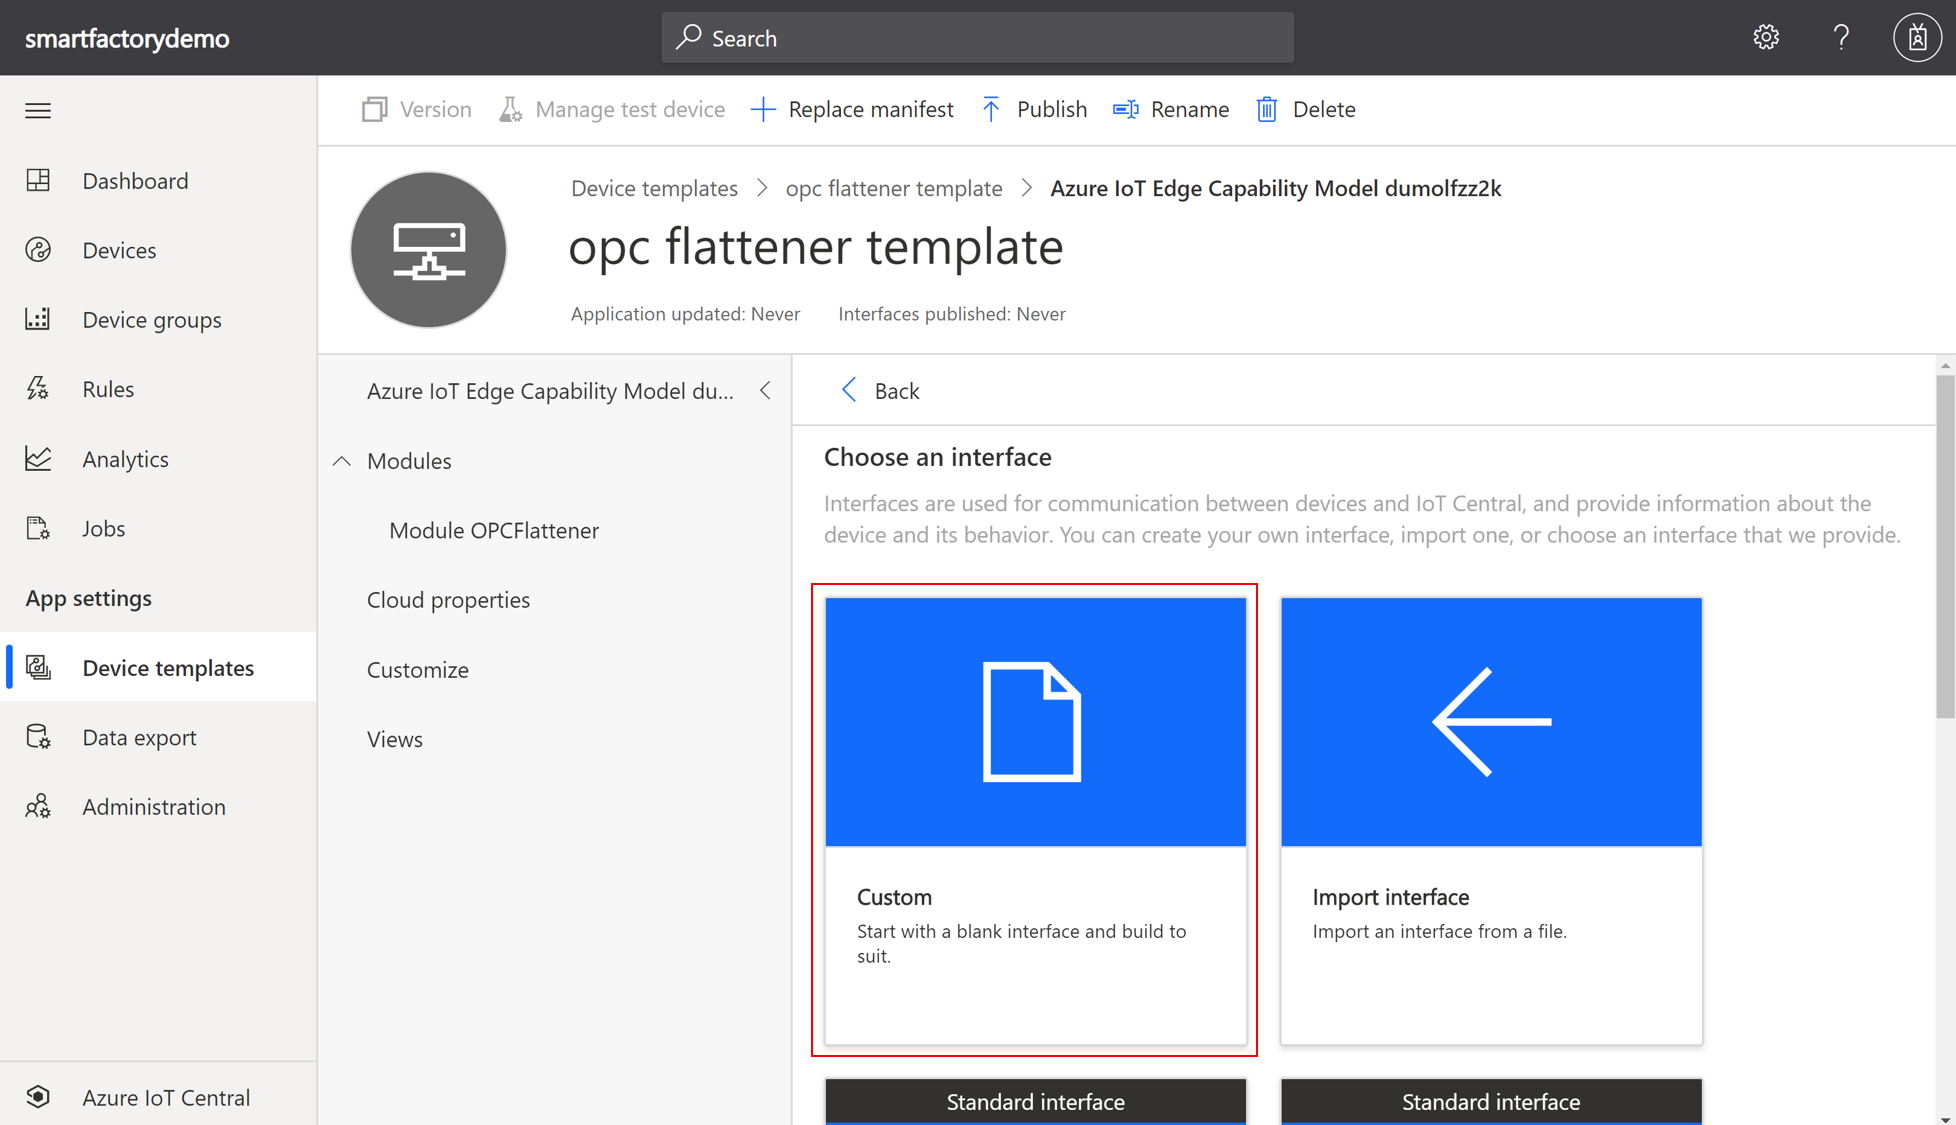 smartfactorydemo
Search
?
Version
Manage test device
Replace manifest
Publish
Rename
Delete
Dashboard
Devices
Device groups
Rules
Analytics
Jobs
App settings
Device templates
Data export
Administration
Azure IoT Central
Device templates > opc flattener template > Azure IoT Edge Capability Model dumolfzz2k
opc flattener template
Application updated: Never
Interfaces published: Never
Azure IoT Edge Capability Model du...
Modules
Module OPCFlattener
Cloud properties
Customize
Views
Back
Choose an interface
Interfaces are used for communication between devices and IoT Central, and provide information about the
device and its behavior. You can create your own interface, import one, or choose an interface that we provide.
Custom
Start with a blank interface and build to
suit.
Import interface
Import an interface from a file.
Standard interface
Standard interface